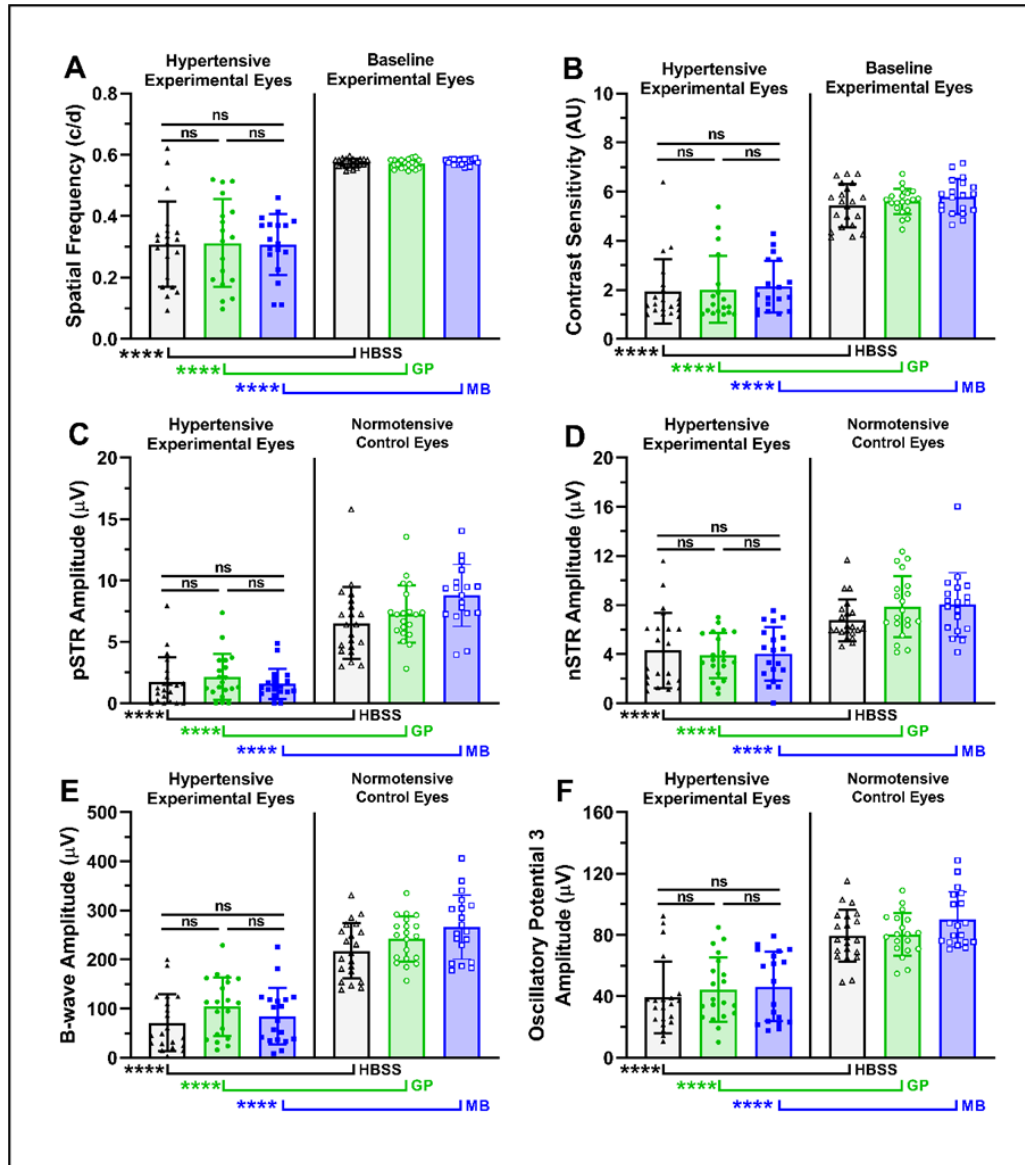 A
Hypertensive
Experimental Eyes
Baseline
Experimental Eyes
Spatial Frequency (c/d)
0.8
0.6
0.4
0.2
0.0
ns
ns
ns
**** HBSS
**** GP
**** MB
B
Hypertensive
Experimental Eyes
Baseline
Experimental Eyes
Contrast Sensitivity (AU)
10
8
6
4
2
0
ns
ns
ns
**** HBSS
**** GP
**** MB
C
Hypertensive
Experimental Eyes
Normotensive
Control Eyes
pSTR Amplitude (µV)
20
15
10
5
0
ns
ns
ns
**** HBSS
**** GP
**** MB
D
Hypertensive
Experimental Eyes
Normotensive
Control Eyes
nSTR Amplitude (µV)
20
16
12
8
4
0
ns
ns
ns
**** HBSS
**** GP
**** MB
E
Hypertensive
Experimental Eyes
Normotensive
Control Eyes
B-wave Amplitude (µV)
500
400
300
200
100
0
ns
ns
ns
**** HBSS
**** GP
**** MB
F
Hypertensive
Experimental Eyes
Normotensive
Control Eyes
Oscillatory Potential 3
Amplitude (µV)
160
120
80
40
0
ns
ns
ns
**** HBSS
**** GP
**** MB